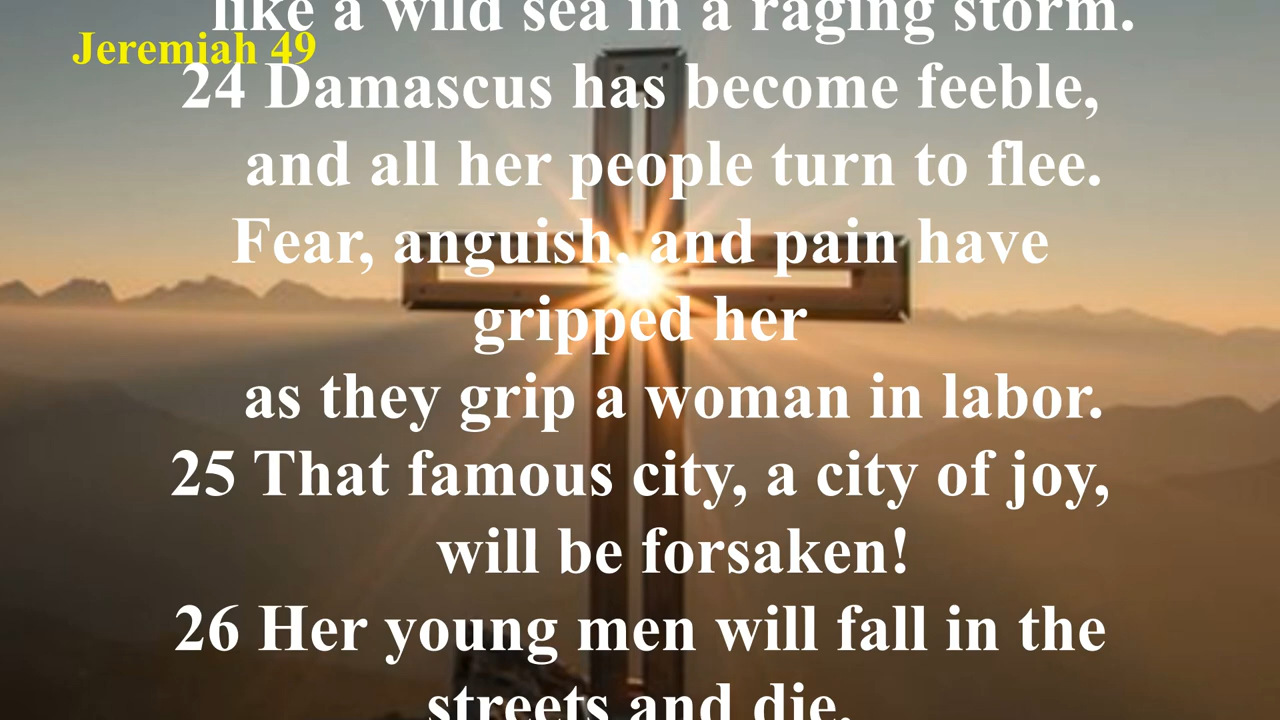 like a wild sea in a raging storm.
Jeremiah 49
24 Damascus has become feeble,
and all her people turn to flee.
Fear, anguish, and pain have
gripped her
as they grip a woman in labor.
25 That famous city, a city of joy,
will be forsaken!
26 Her young men will fall in the
streets and die.